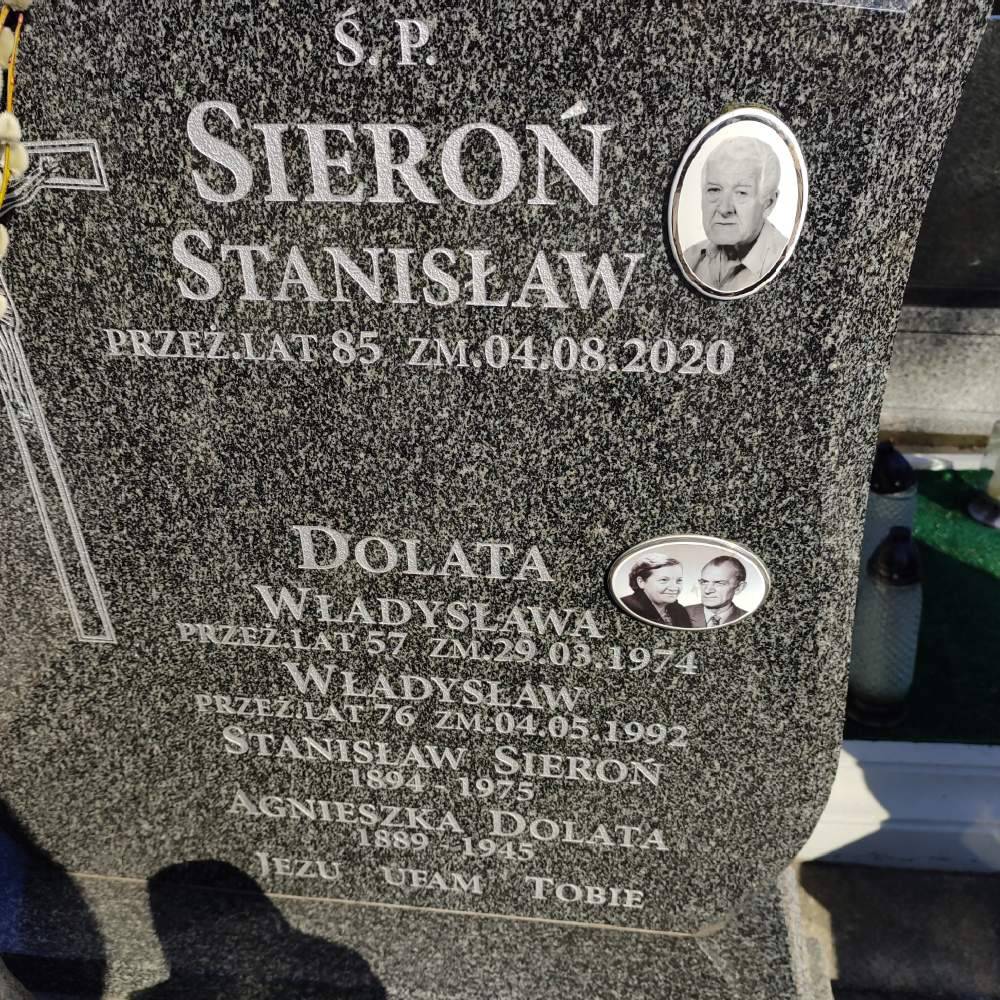 Ś. P.
SIEROŃ
STANISŁAW
PRZEŻ.LAT 85 ZM.04.08.2020
DOLATA
WŁADYSŁAWA
PRZEŻ.LAT 57 ZM.29.03.1974
WŁADYSŁAW
PRZEŻ.LAT 76 ZM.04.05.1992
STANISŁAW SIEROŃ
1894 - 1975
AGNIESZKA DOLATA
1889 - 1945
JEZU UFAM TOBIE